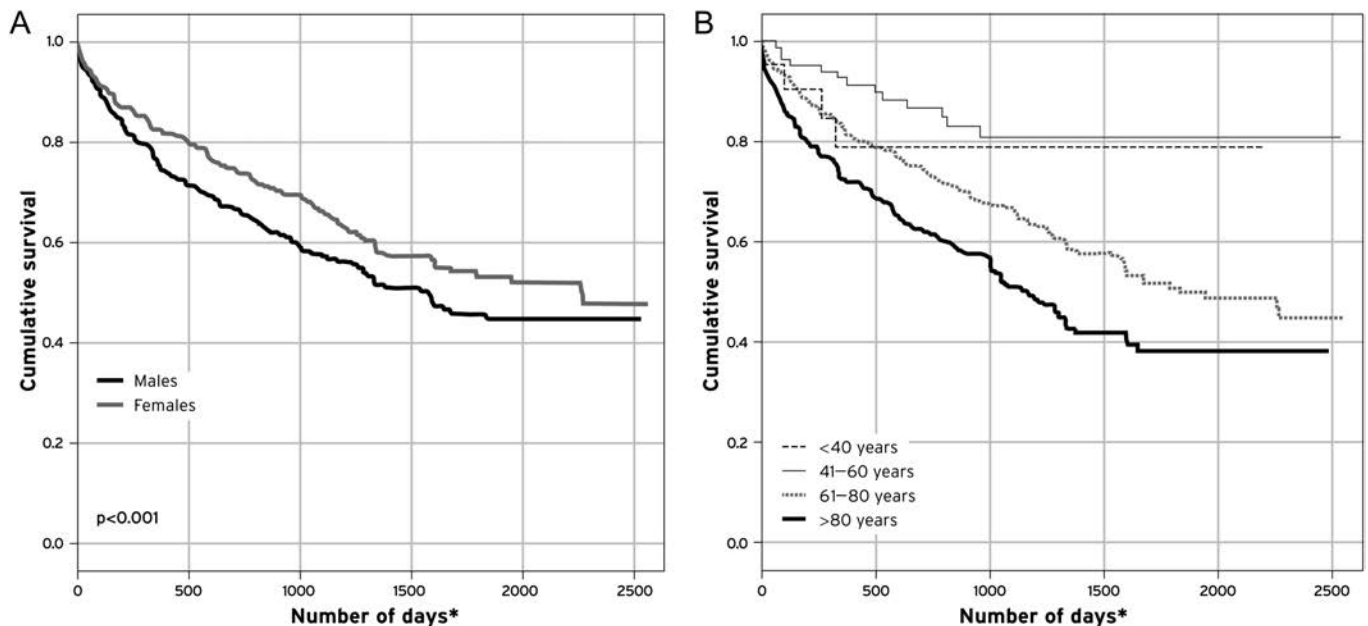 A
Cumulative survival
1.0
0.8
0.6
0.4
0.2
0.0
Males
Females
p<0.001
0 500 1000 1500 2000 2500
Number of days*
B
Cumulative survival
1.0
0.8
0.6
0.4
0.2
0.0
<40 years
41–60 years
61–80 years
>80 years
0 500 1000 1500 2000 2500
Number of days*